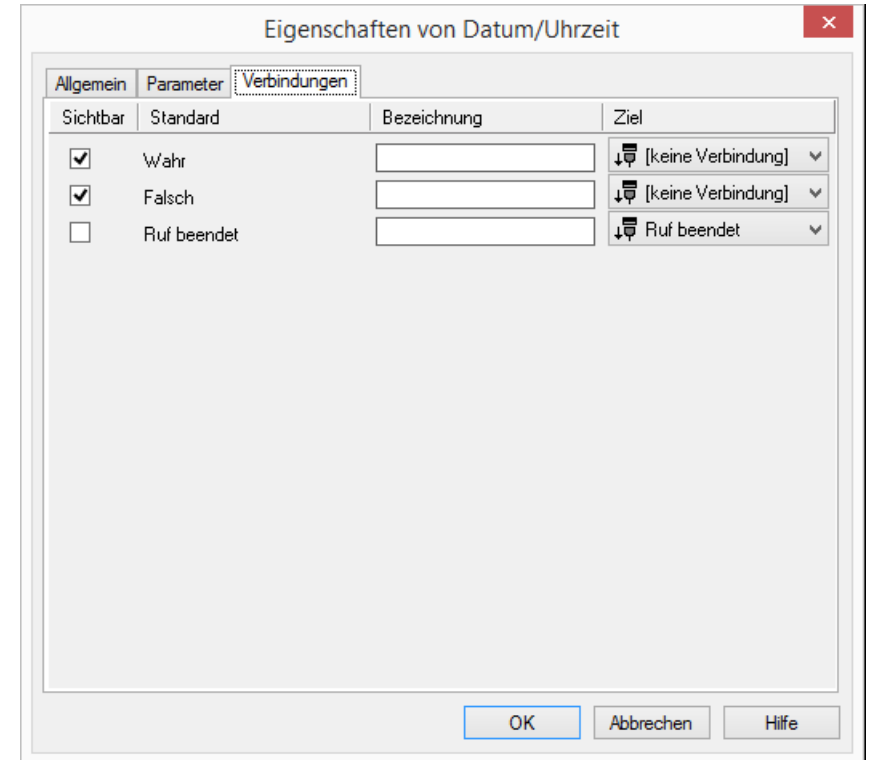 Eigenschaften von Datum/Uhrzeit
Allgemein Parameter Verbindungen
Sichtbar Standard Bezeichnung Ziel
Wahr [keine Verbindung]
Falsch [keine Verbindung]
Ruf beendet Ruf beendet
OK Abbrechen Hilfe